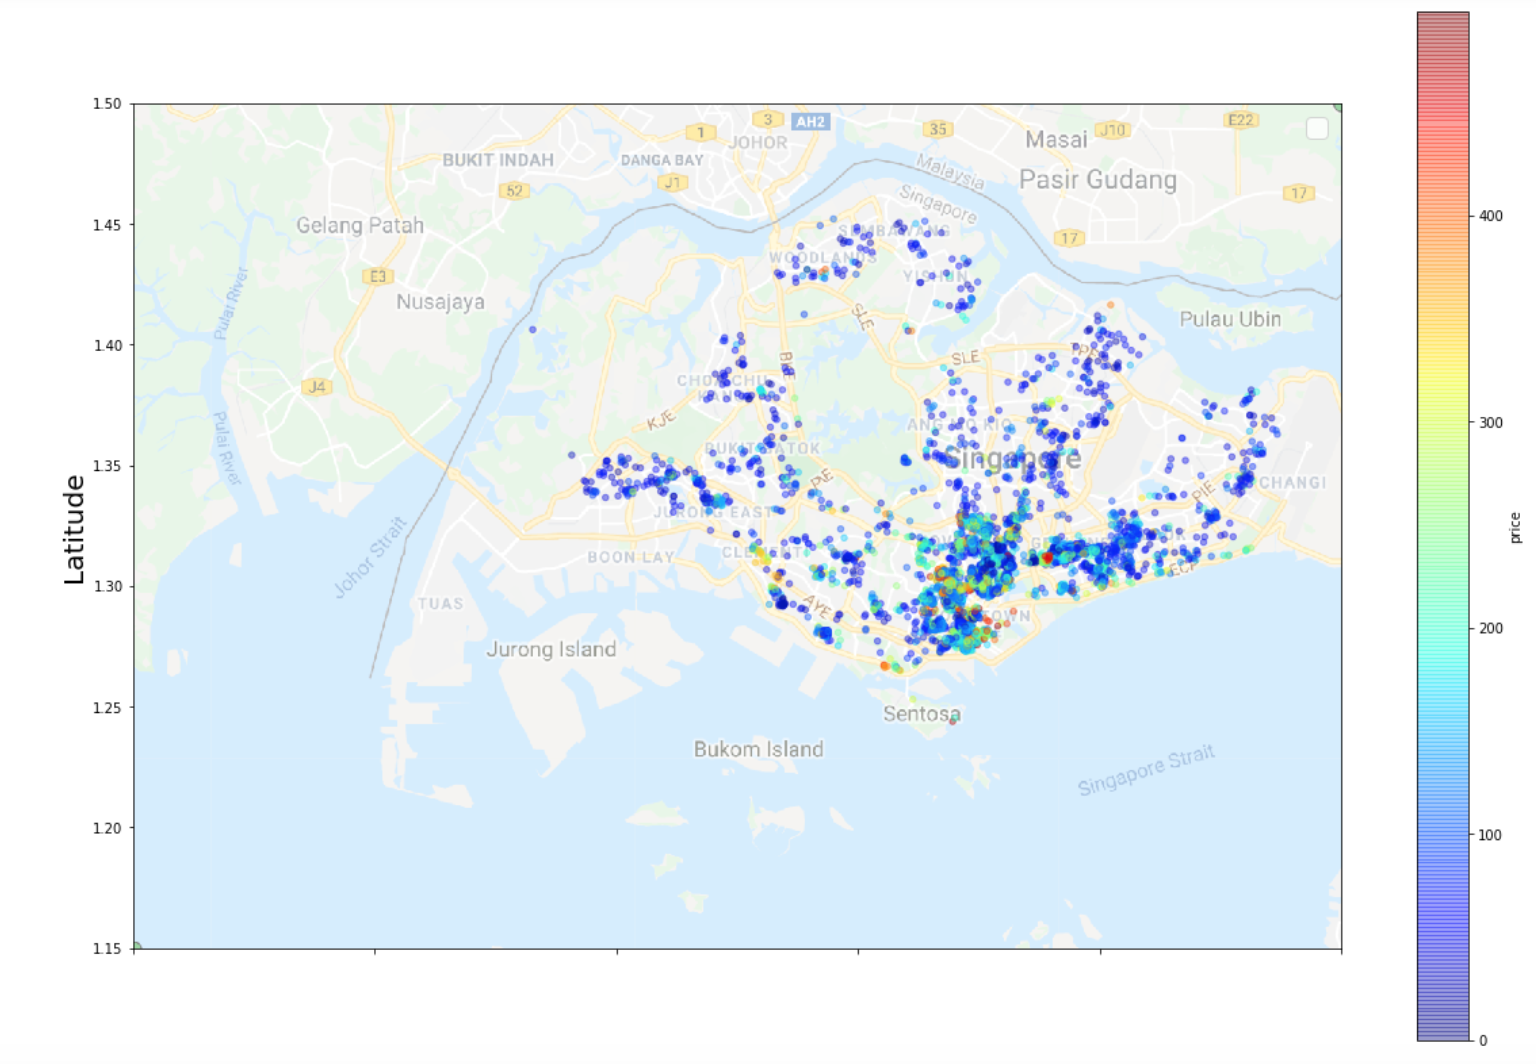 1.50
1.45
1.40
1.35
1.30
1.25
1.20
1.15
Latitude
AH2
3
1
JOHOR
35
Masai
J10
E22
BUKIT INDAH
DANGA BAY
J1
52
Malaysia
Singapore
Pasir Gudang
17
Gelang Patah
17
SEMBAWANG
WOODLANDS
YISHUN
E3
Nusajaya
Pulai River
SLE
Pulau Ubin
SLE
TPE
BKE
J4
CHOA CHU
KJE
ANG MO KIO
Pulai River
BUKIT BATOK
Singapore
PIE
PIE
CHANGI
JURONG EAST
Johor Strait
BOON LAY
CLEMENTI
ECP
TUAS
AYE
Jurong Island
Sentosa
Bukom Island
Singapore Strait
400
300
200
100
0
price